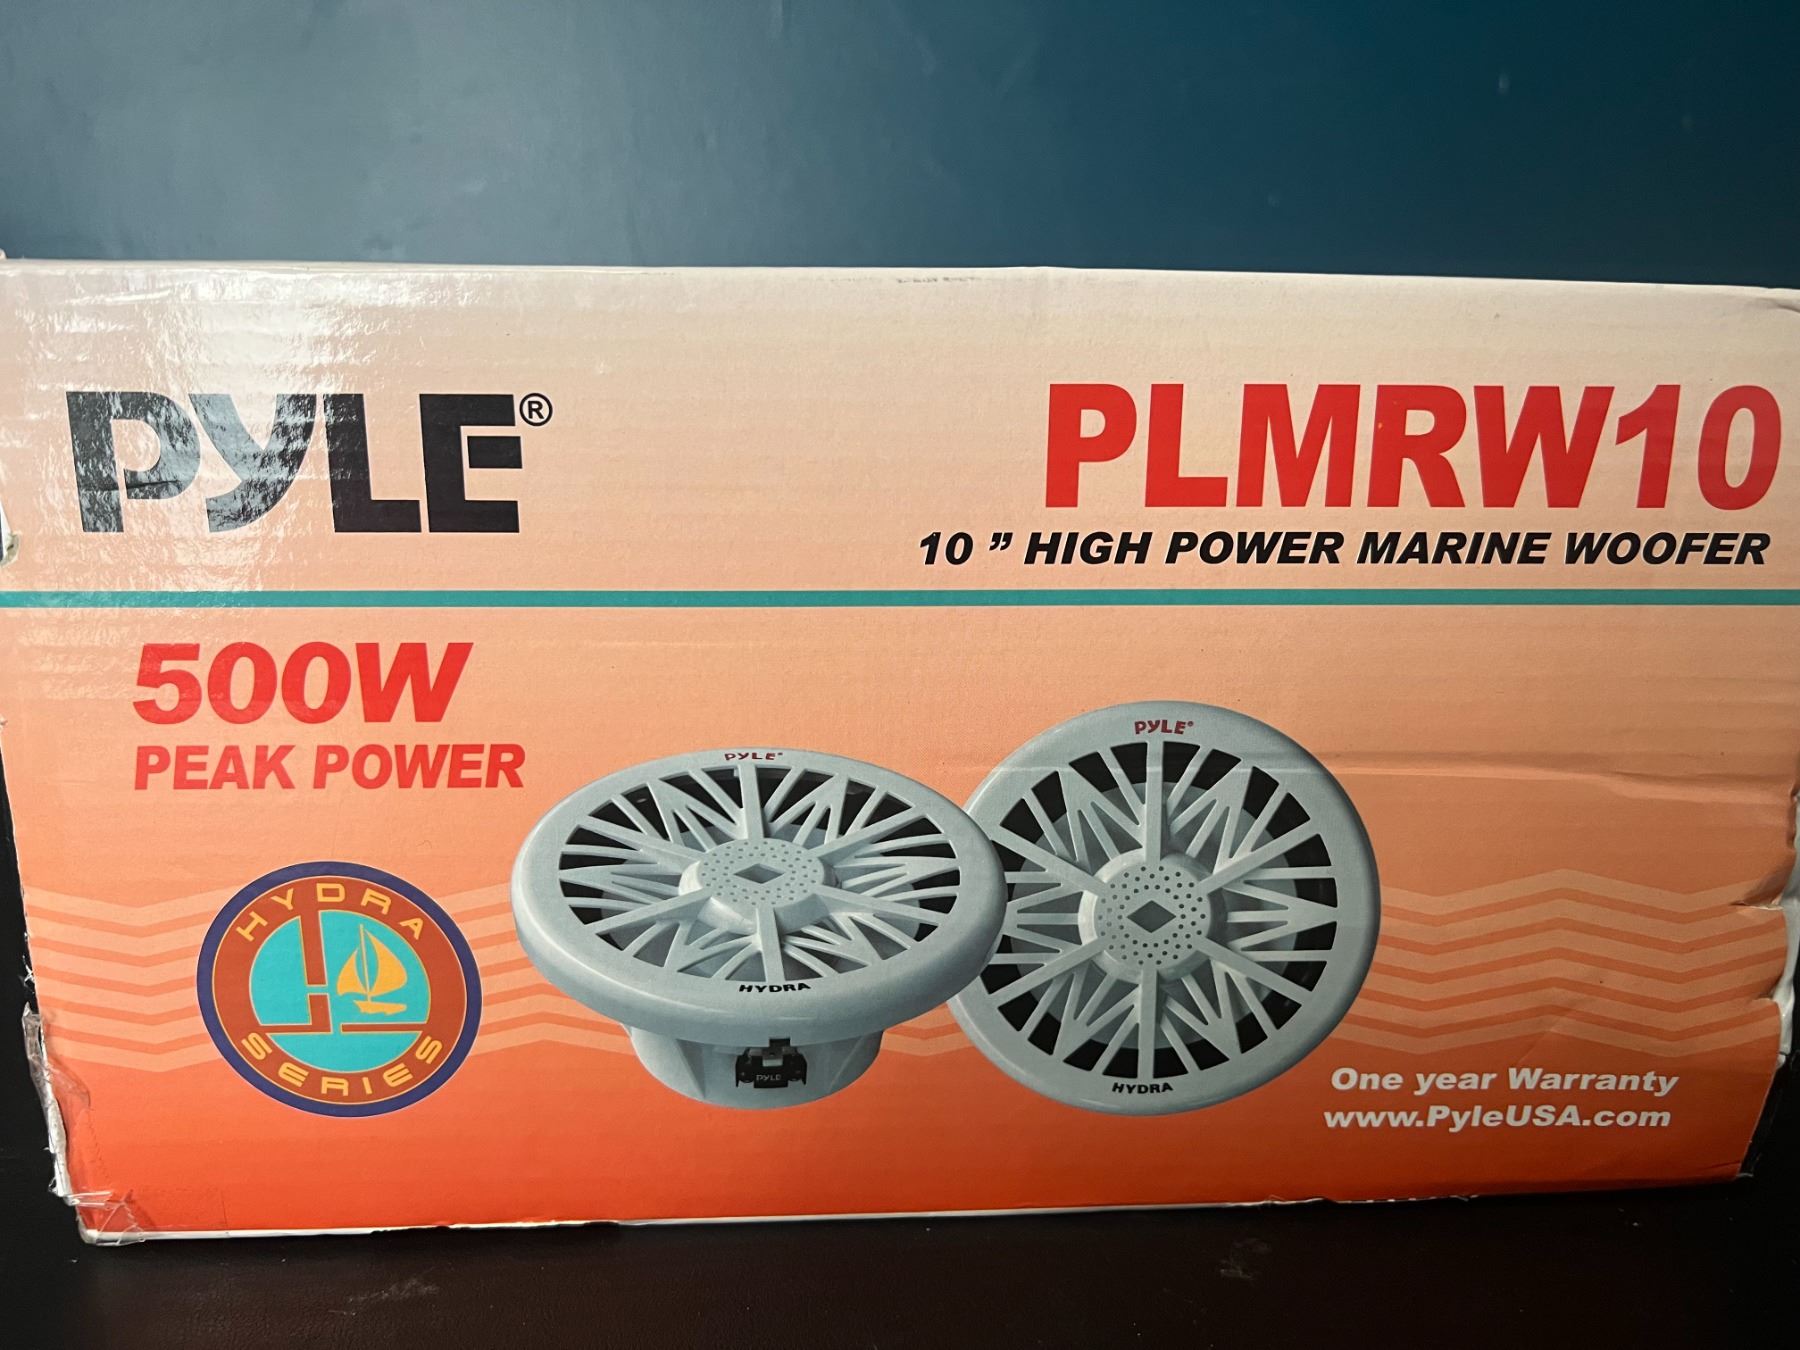 PYLE®
PLMRW10
10 " HIGH POWER MARINE WOOFER
500W
PEAK POWER
PYLE®
PYLE®
HYDRA
SERIES
HYDRA
PYLE
HYDRA
One year Warranty
www.PyleUSA.com